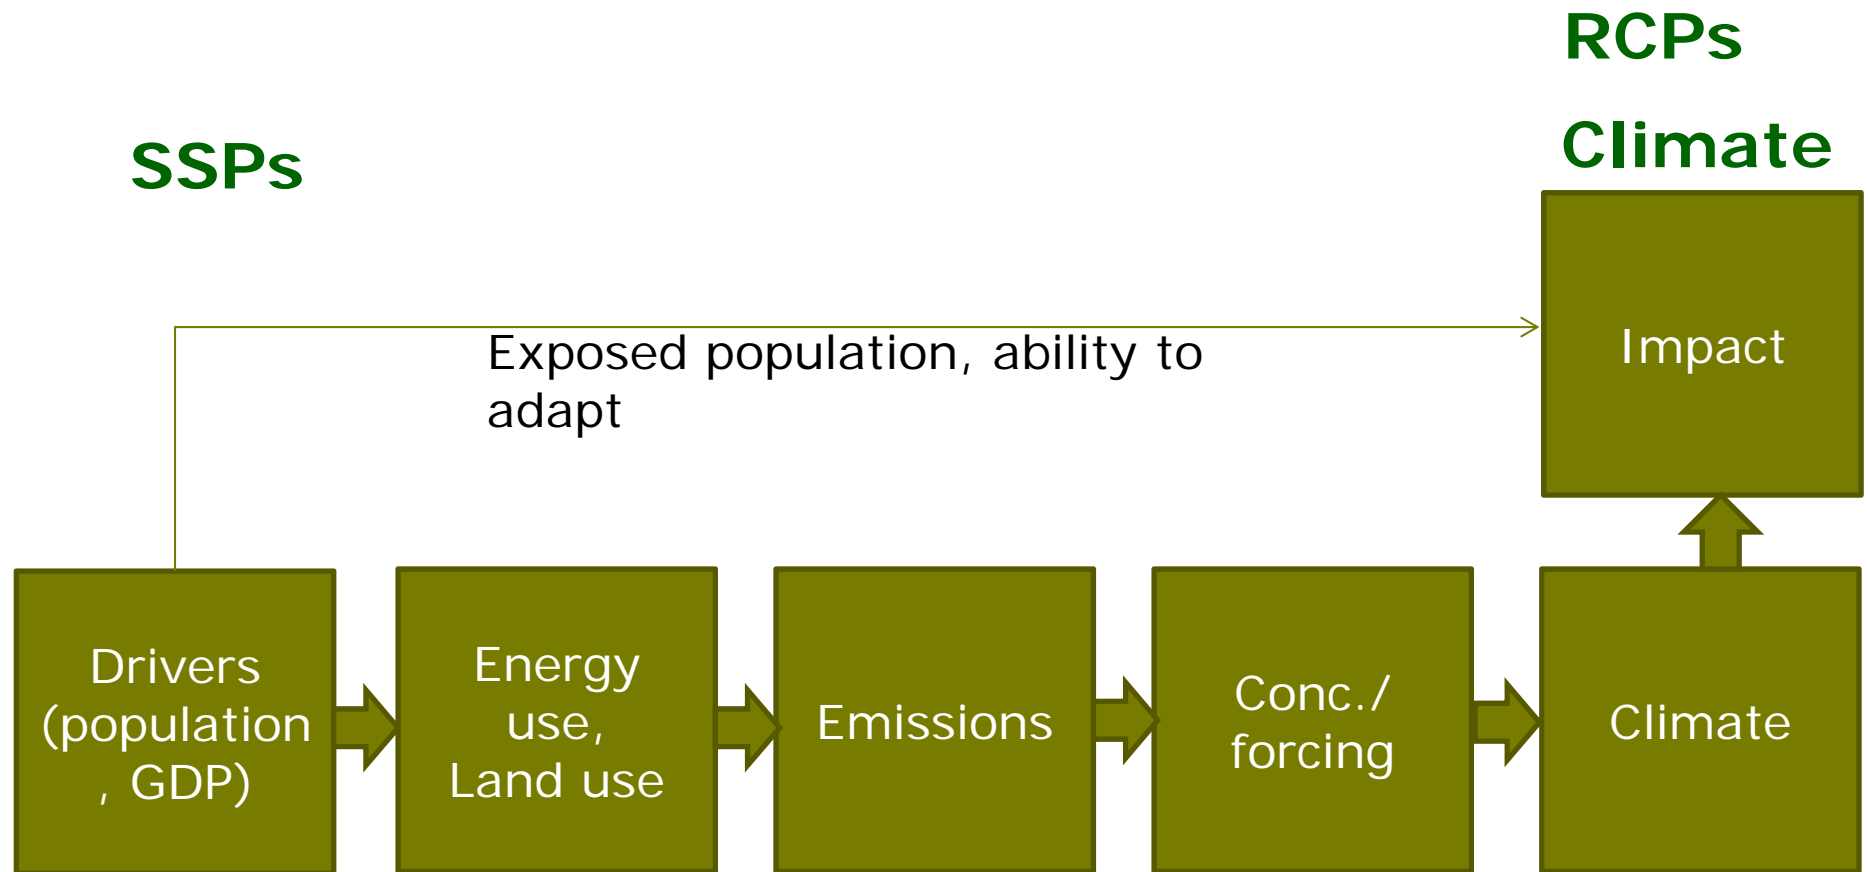 RCPs
Climate
SSPs
Exposed population, ability to
adapt
Impact
Drivers
(population
, GDP)
Energy
use,
Land use
Emissions
Conc./
forcing
Climate